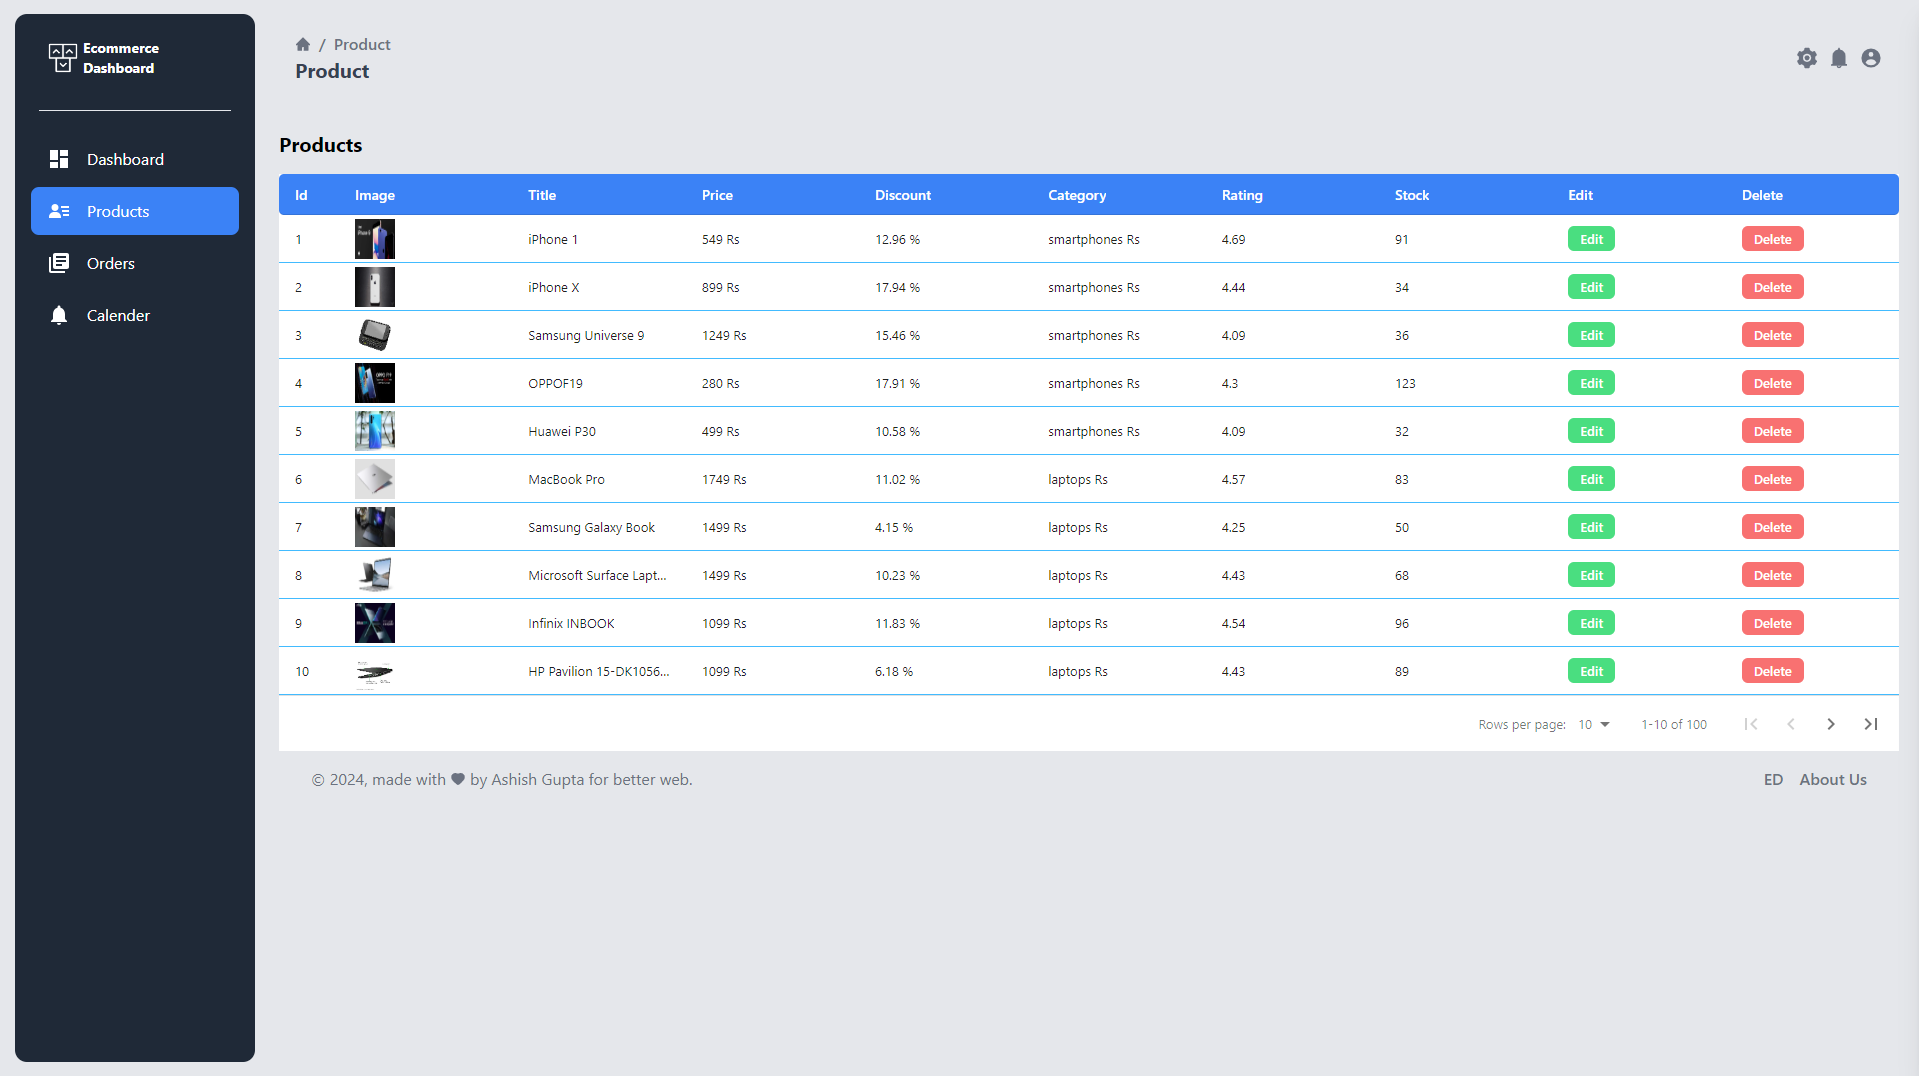 Ecommerce
Dashboard
Dashboard
Products
Orders
Calender
/ Product
Product
Products
Id Image Title Price Discount Category Rating Stock Edit Delete
1 iPhone 1 549 Rs 12.96 % smartphones Rs 4.69 91 Edit Delete
2 iPhone X 899 Rs 17.94 % smartphones Rs 4.44 34 Edit Delete
3 Samsung Universe 9 1249 Rs 15.46 % smartphones Rs 4.09 36 Edit Delete
4 OPPOF19 280 Rs 17.91 % smartphones Rs 4.3 123 Edit Delete
5 Huawei P30 499 Rs 10.58 % smartphones Rs 4.09 32 Edit Delete
6 MacBook Pro 1749 Rs 11.02 % laptops Rs 4.57 83 Edit Delete
7 Samsung Galaxy Book 1499 Rs 4.15 % laptops Rs 4.25 50 Edit Delete
8 Microsoft Surface Lapt... 1499 Rs 10.23 % laptops Rs 4.43 68 Edit Delete
9 Infinix INBOOK 1099 Rs 11.83 % laptops Rs 4.54 96 Edit Delete
10 HP Pavilion 15-DK1056... 1099 Rs 6.18 % laptops Rs 4.43 89 Edit Delete
Rows per page: 10 1-10 of 100
© 2024, made with ♥ by Ashish Gupta for better web. ED About Us